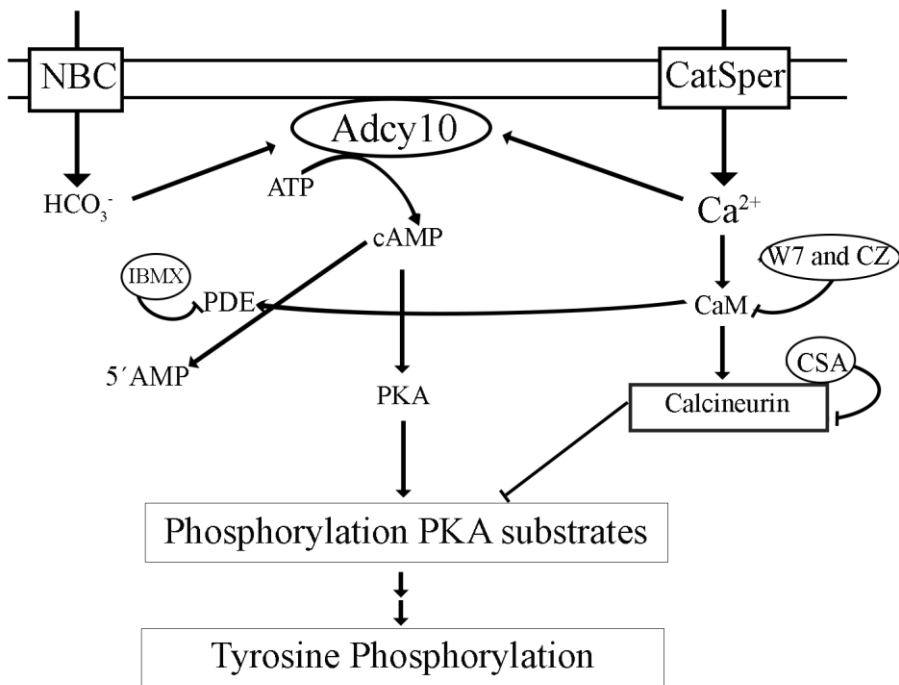 NBC
CatSper
Adcy10
ATP
HCO₃⁻
Ca²⁺
cAMP
W7 and CZ
IBMX
PDE
CaM
5´AMP
CSA
PKA
Calcineurin
Phosphorylation PKA substrates
Tyrosine Phosphorylation